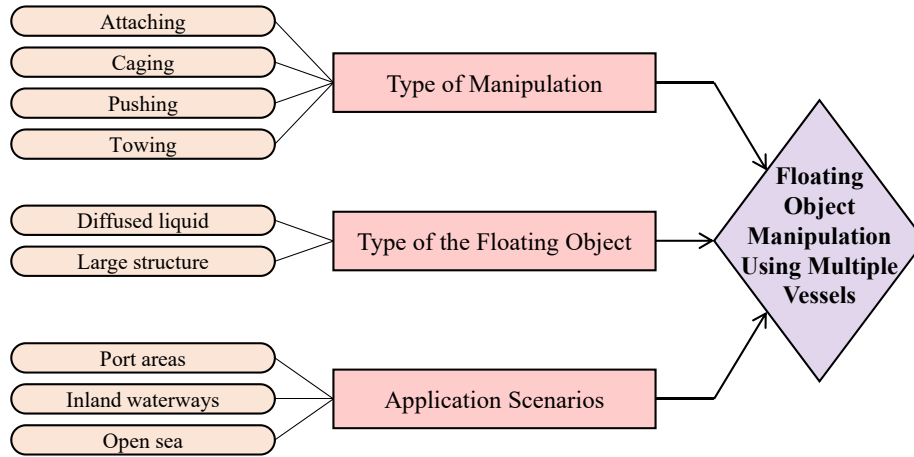 Attaching
Caging
Pushing
Towing
Type of Manipulation
Diffused liquid
Large structure
Type of the Floating Object
Port areas
Inland waterways
Open sea
Application Scenarios
Floating
Object
Manipulation
Using Multiple
Vessels